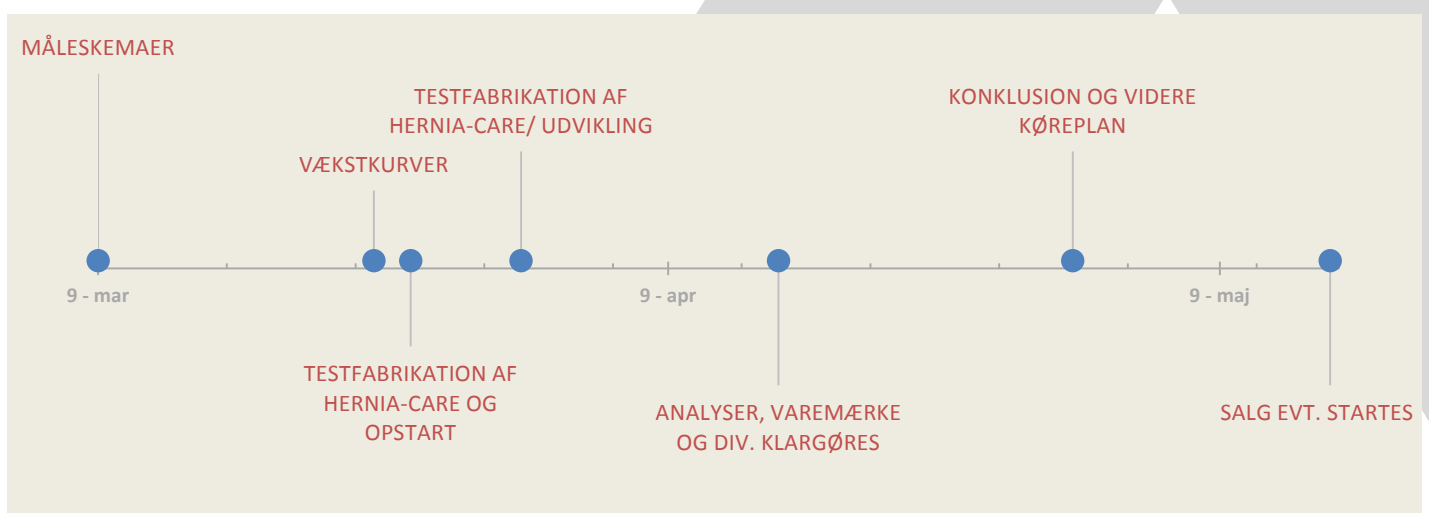 MÅLESKEMAER
TESTFABRIKATION AF
HERNIA-CARE/ UDVIKLING
KONKLUSION OG VIDERE
KØREPLAN
VÆKSTKURVER
9 - mar
9 - apr
9 - maj
TESTFABRIKATION AF
HERNIA-CARE OG
OPSTART
ANALYSER, VAREMÆRKE
OG DIV. KLARGØRES
SALG EVT. STARTES